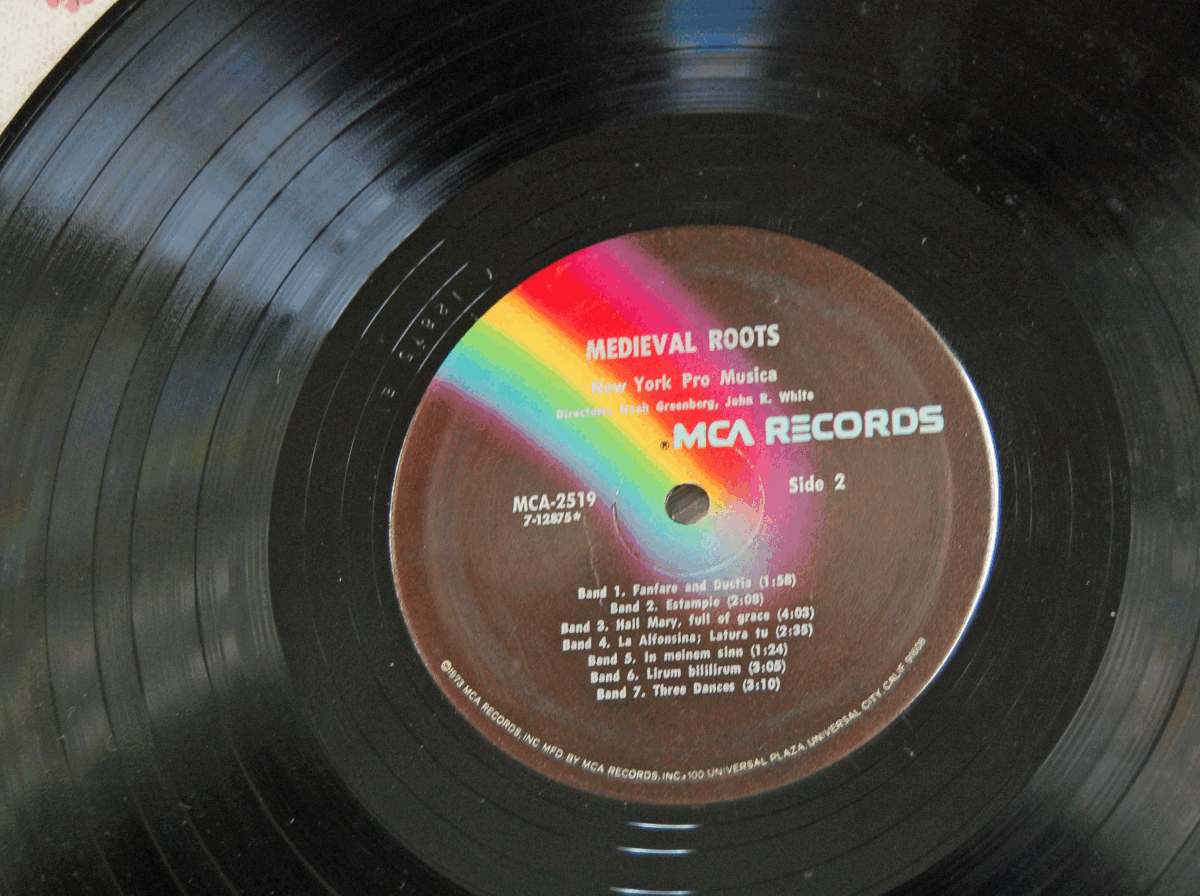 MEDIEVAL ROOTS
New York Pro Musica
Directors: Noah Greenberg, John R. White
® MCA RECORDS
MCA-2519
7-12875*
Side 2
Band 1. Fanfare and Ductia (1:58)
Band 2. Estample (2:08)
Band 3. Hail Mary, full of grace (4:03)
Band 4. La Alfonsina; Latura tu (2:35)
Band 5. In meinem sinn (1:24)
Band 6. Lirum bililirum (3:05)
Band 7. Three Dances (3:10)
©1973 MCA RECORDS, INC. MFD. BY MCA RECORDS, INC. • 100 UNIVERSAL PLAZA, UNIVERSAL CITY, CALIF. 91608